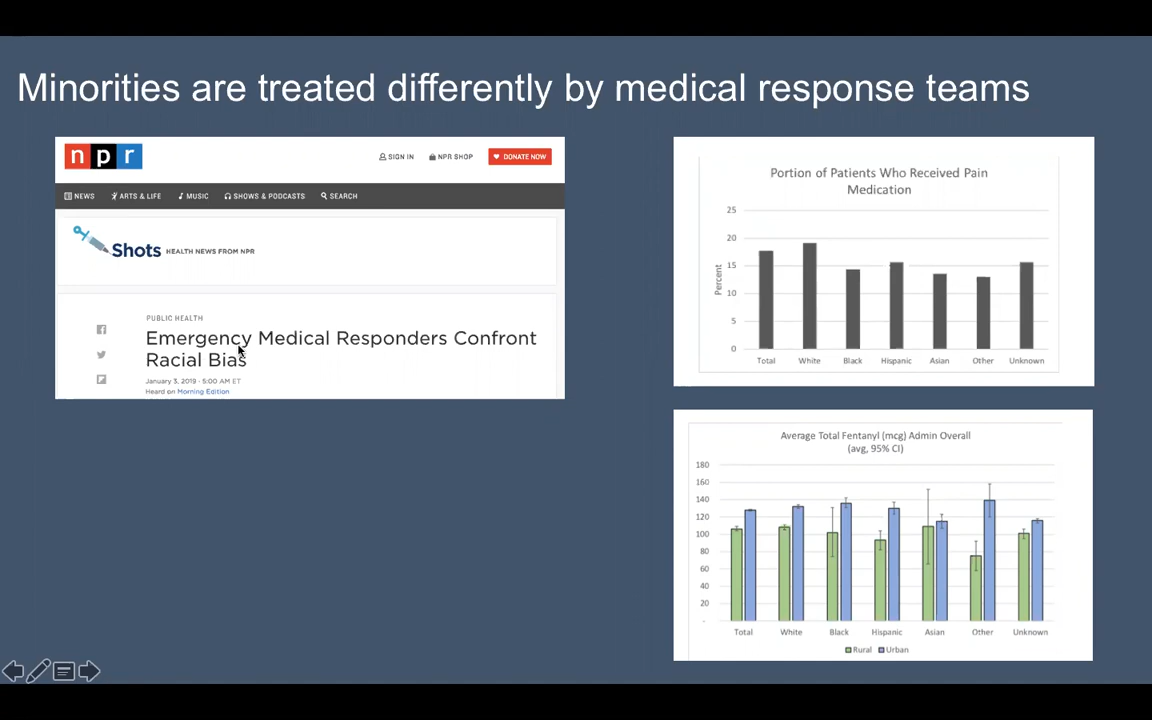 Minorities are treated differently by medical response teams
npr
SIGN IN NPR SHOP DONATE NOW
NEWS ARTS & LIFE MUSIC SHOWS & PODCASTS SEARCH
Shots HEALTH NEWS FROM NPR
PUBLIC HEALTH
Emergency Medical Responders Confront
Racial Bias
January 3, 2019 · 5:00 AM ET
Heard on Morning Edition
Portion of Patients Who Received Pain
Medication
25
20
15
10
5
0
Percent
Total White Black Hispanic Asian Other Unknown
Average Total Fentanyl (mcg) Admin Overall
(avg, 95% CI)
180
160
140
120
100
80
60
40
20
-
Total White Black Hispanic Asian Other Unknown
Rural Urban